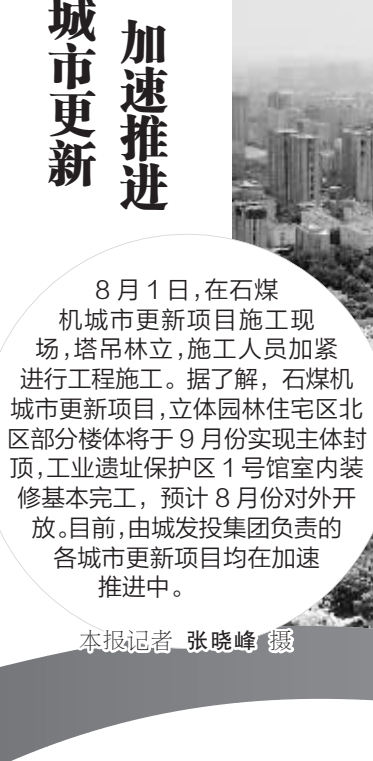 城市更新
加速推进
8月1日，在石煤
机城市更新项目施工现
场，塔吊林立，施工人员加紧
进行工程施工。据了解，石煤机
城市更新项目，立体园林住宅区北
区部分楼体将于9月份实现主体封
顶，工业遗址保护区1号馆室内装
修基本完工，预计8月份对外开
放。目前，由城发投集团负责的
各城市更新项目均在加速
推进中。
本报记者 张晓峰 摄